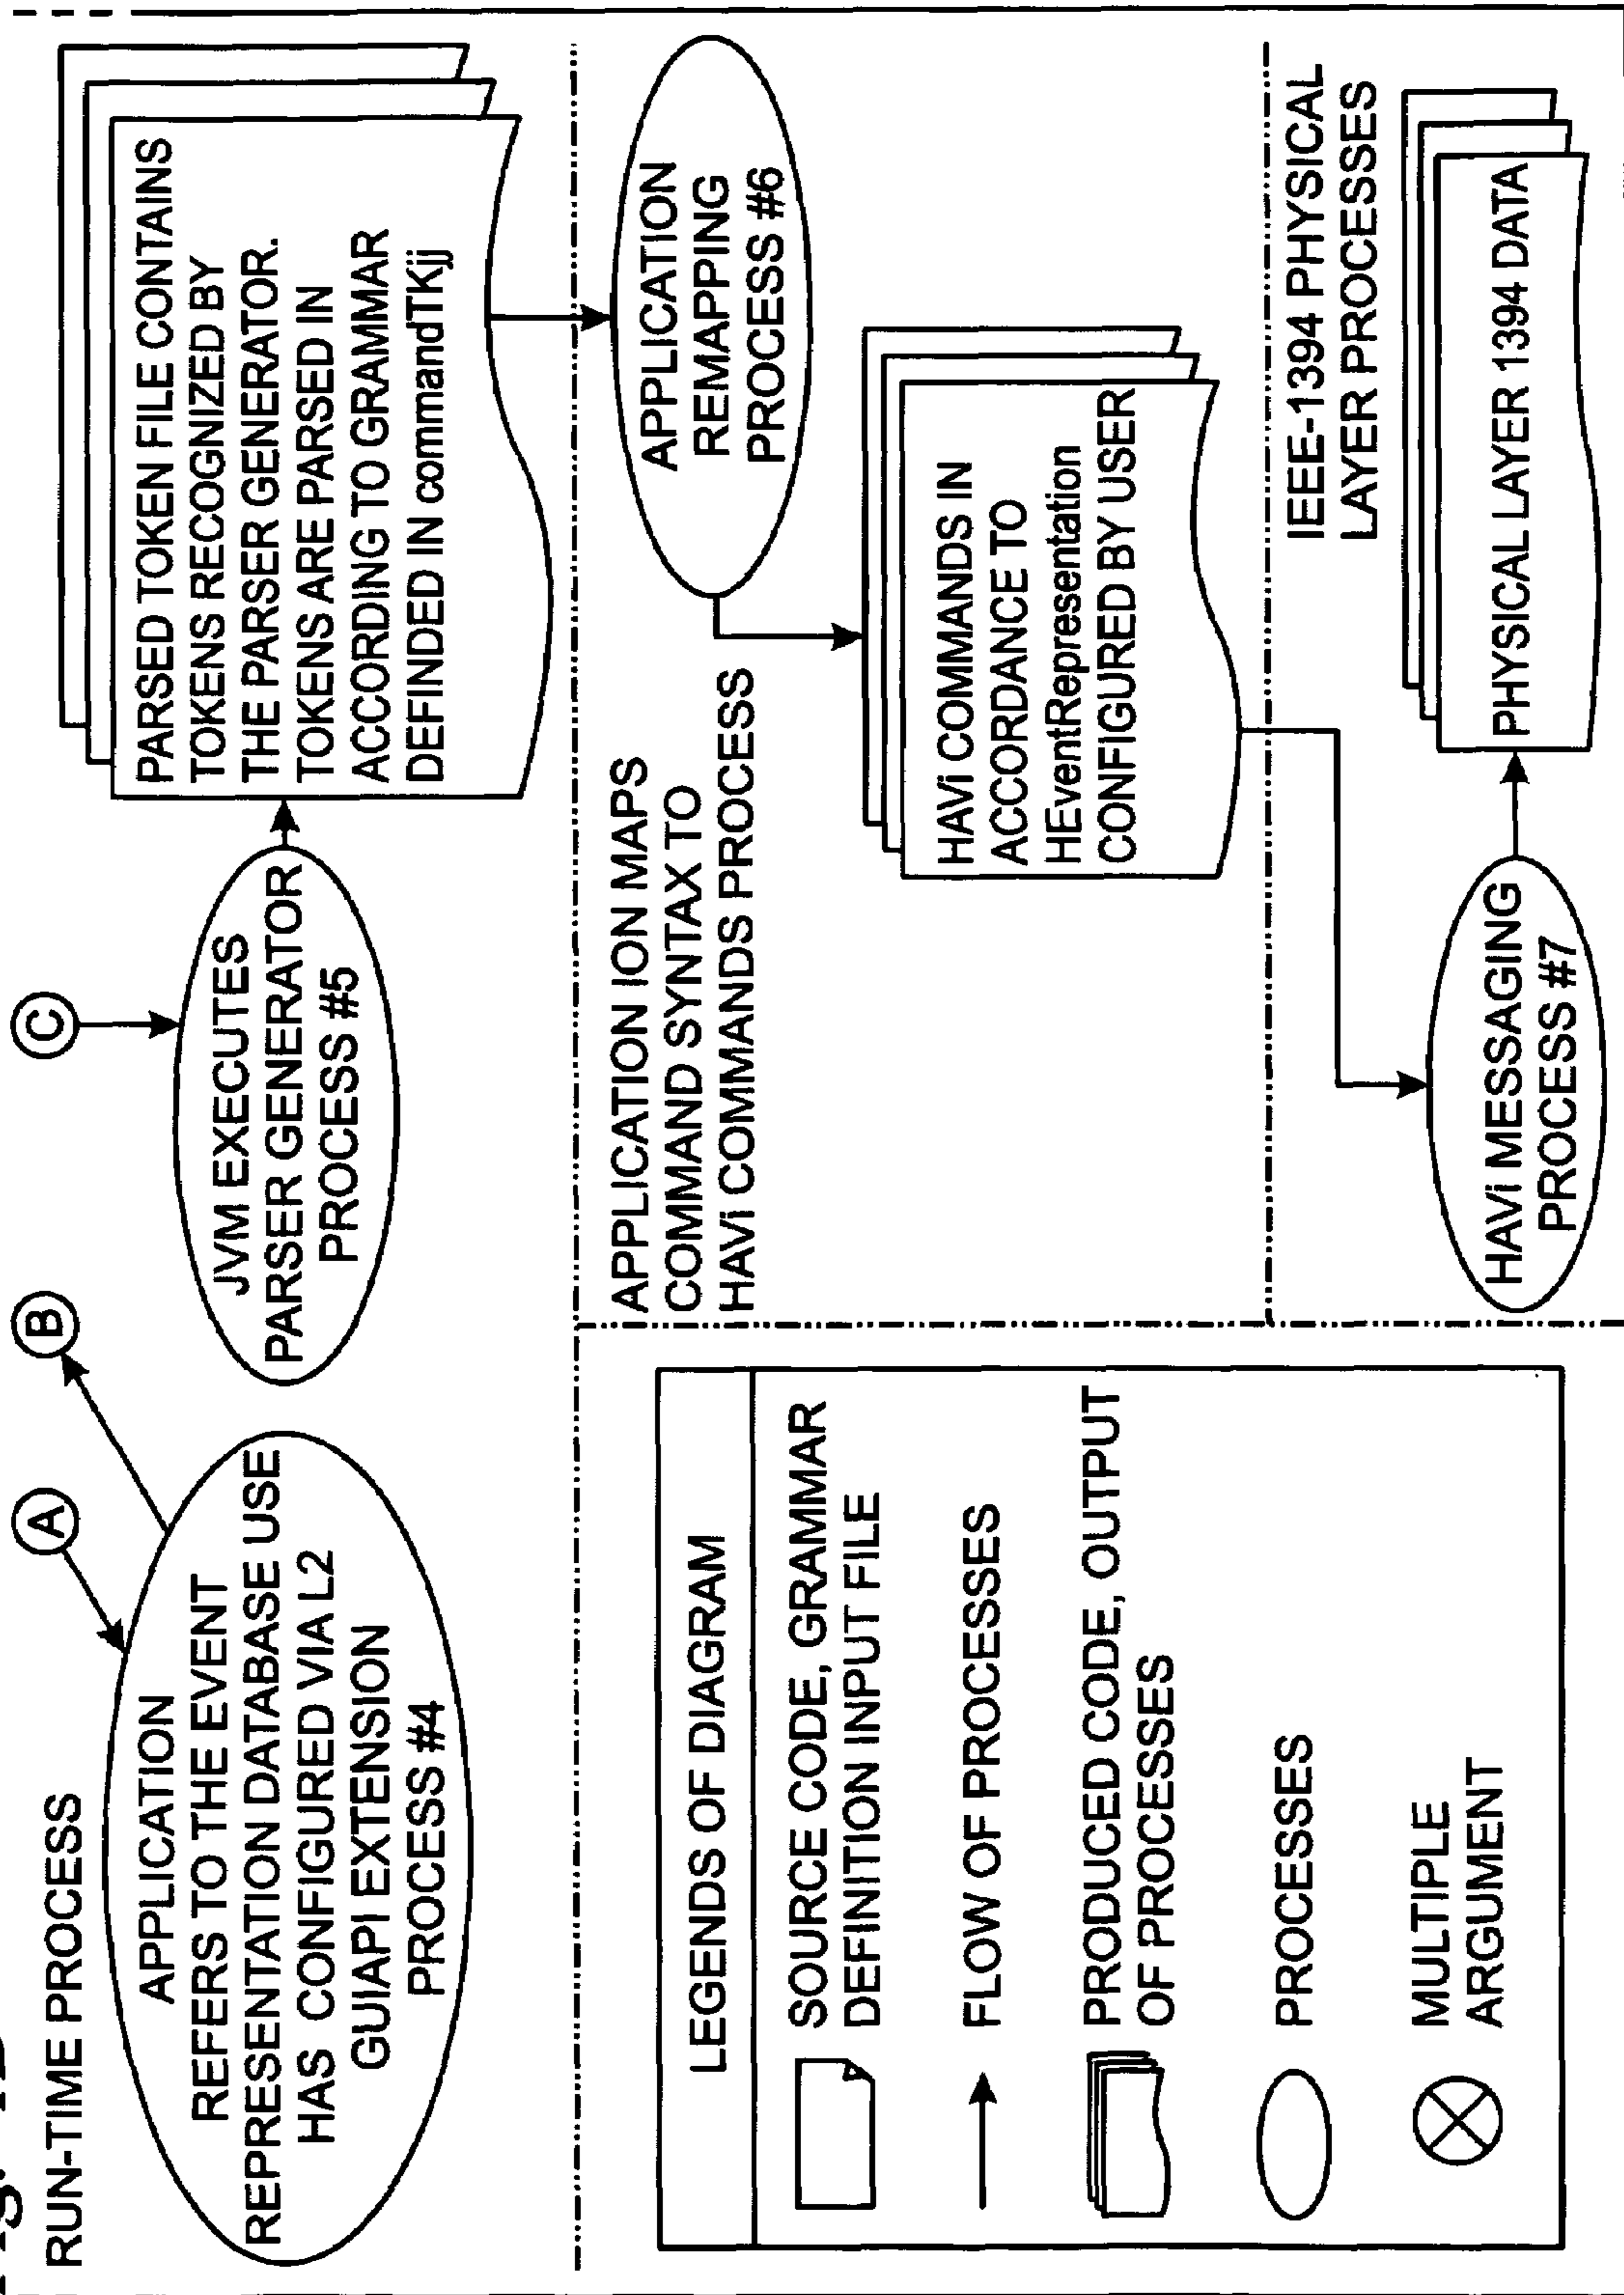 RUN-TIME PROCESS
A
B
C
APPLICATION
REFERS TO THE EVENT
REPRESENTATION DATABASE USE
HAS CONFIGURED VIA L2
GUIAPI EXTENSION
PROCESS #4
JVM EXECUTES
PARSER GENERATOR
PROCESS #5
PARSED TOKEN FILE CONTAINS
TOKENS RECOGNIZED BY
THE PARSER GENERATOR.
TOKENS ARE PARSED IN
ACCORDING TO GRAMMAR
DEFINDED IN commandTKjj
APPLICATION ION MAPS
COMMAND SYNTAX TO
HAVi COMMANDS PROCESS
APPLICATION
REMAPPING
PROCESS #6
HAVi COMMANDS IN
ACCORDANCE TO
HEventRepresentation
CONFIGURED BY USER
IEEE-1394 PHYSICAL
LAYER PROCESSES
HAVi MESSAGING
PROCESS #7
PHYSICAL LAYER 1394 DATA
LEGENDS OF DIAGRAM
SOURCE CODE, GRAMMAR
DEFINITION INPUT FILE
FLOW OF PROCESSES
PRODUCED CODE, OUTPUT
OF PROCESSES
PROCESSES
MULTIPLE
ARGUMENT